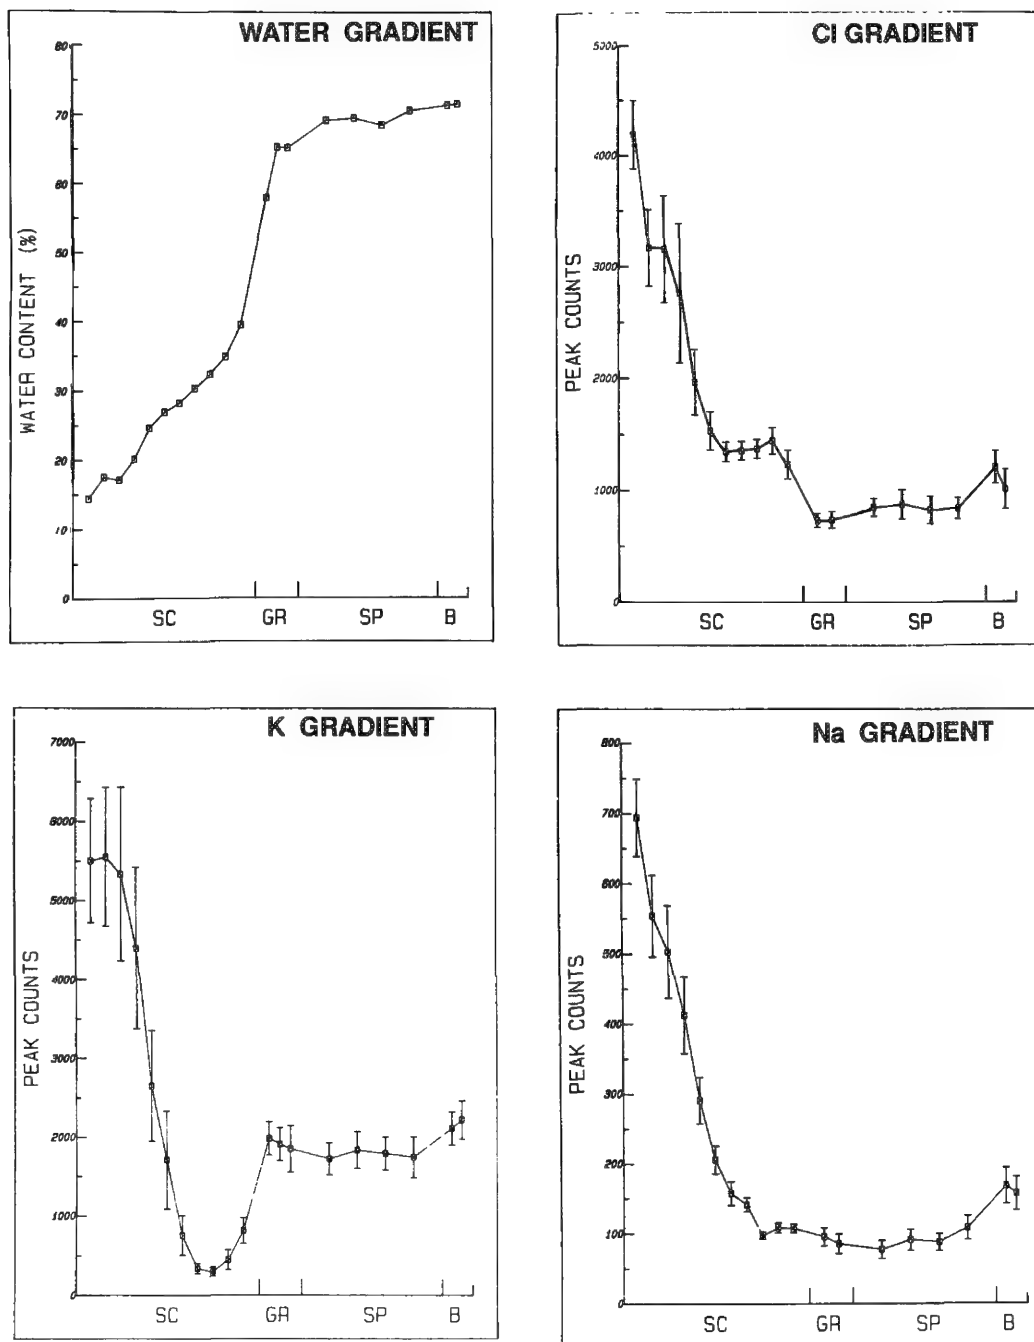 WATER GRADIENT
80
70
60
50
40
30
20
10
0
WATER CONTENT (%)
SC GR SP B
Cl GRADIENT
5000
4000
3000
2000
1000
0
PEAK COUNTS
SC GR SP B
K GRADIENT
7000
6000
5000
4000
3000
2000
1000
0
PEAK COUNTS
SC GR SP B
Na GRADIENT
800
700
600
500
400
300
200
100
0
PEAK COUNTS
SC GR SP B